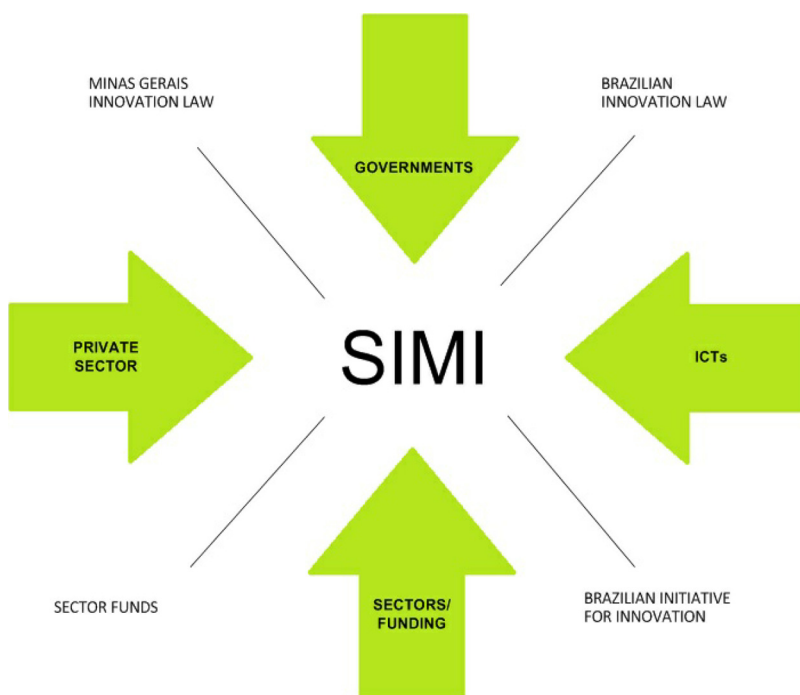 MINAS GERAIS
INNOVATION LAW
BRAZILIAN
INNOVATION LAW
GOVERNMENTS
PRIVATE
SECTOR
SIMI
ICTs
SECTOR FUNDS
SECTORS/
FUNDING
BRAZILIAN INITIATIVE
FOR INNOVATION